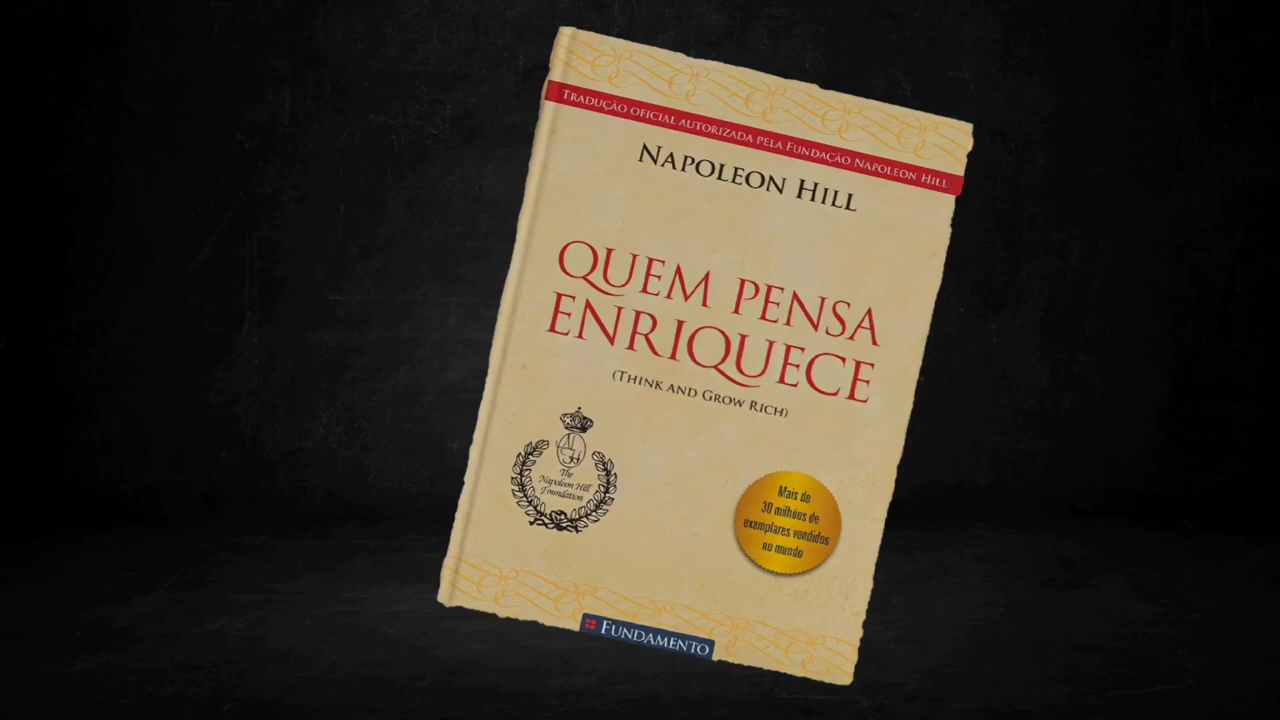 TRADUÇÃO OFICIAL AUTORIZADA PELA FUNDAÇÃO NAPOLEON HILL
NAPOLEON HILL
QUEM PENSA
ENRIQUECE
(THINK AND GROW RICH)
The
Napoleon Hill
Foundation
Mais de
30 milhões de
exemplares vendidos
no mundo
FUNDAMENTO